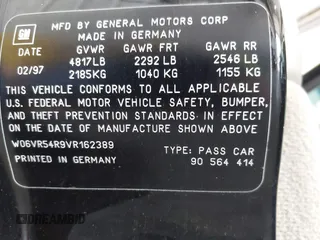 MFD BY GENERAL MOTORS CORP
GM
MADE IN GERMANY
DATE GVWR GAWR FRT GAWR RR
02/97 4817LB 2292 LB 2546 LB
2185KG 1040 KG 1155 KG
THIS VEHICLE CONFORMS TO ALL APPLICABLE
U.S. FEDERAL MOTOR VEHICLE SAFETY, BUMPER,
AND THEFT PREVENTION STANDARDS IN EFFECT
ON THE DATE OF MANUFACTURE SHOWN ABOVE.
W06VR54R9VR162389
TYPE: PASS CAR
PRINTED IN GERMANY
90 564 414
DREAMBID